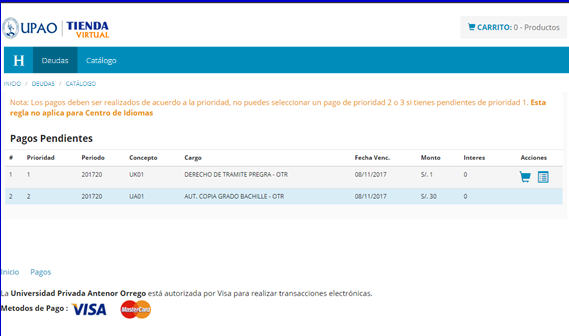 UPAO TIENDA VIRTUAL
CARRITO: 0 - Productos
H Deudas Catálogo
INICIO / DEUDAS / CATÁLOGO
Nota: Los pagos deben ser realizados de acuerdo a la prioridad, no puedes seleccionar un pago de prioridad 2 o 3 si tienes pendientes de prioridad 1. Esta
regla no aplica para Centro de Idiomas
Pagos Pendientes
# Prioridad Periodo Concepto Cargo Fecha Venc. Monto Interes Acciones
1 1 201720 UK01 DERECHO DE TRAMITE PREGRA - OTR 08/11/2017 S/. 1 0
2 2 201720 UA01 AUT. COPIA GRADO BACHILLE - OTR 08/11/2017 S/. 30 0
Inicio Pagos
La Universidad Privada Antenor Orrego está autorizada por Visa para realizar transacciones electrónicas.
Metodos de Pago : VISA MasterCard